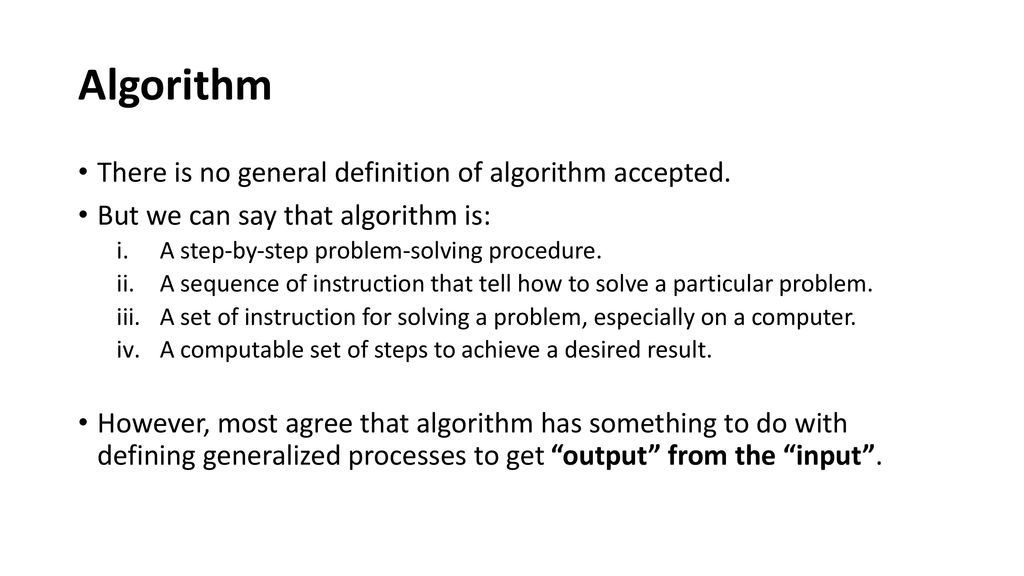 Algorithm
• There is no general definition of algorithm accepted.
• But we can say that algorithm is:
i. A step-by-step problem-solving procedure.
ii. A sequence of instruction that tell how to solve a particular problem.
iii. A set of instruction for solving a problem, especially on a computer.
iv. A computable set of steps to achieve a desired result.
• However, most agree that algorithm has something to do with
defining generalized processes to get “output” from the “input”.